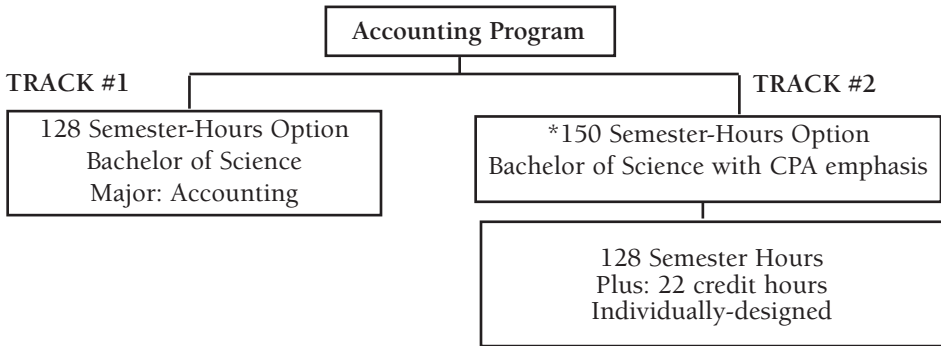 Accounting Program
TRACK #1
TRACK #2
128 Semester-Hours Option
Bachelor of Science
Major: Accounting
*150 Semester-Hours Option
Bachelor of Science with CPA emphasis
128 Semester Hours
Plus: 22 credit hours
Individually-designed